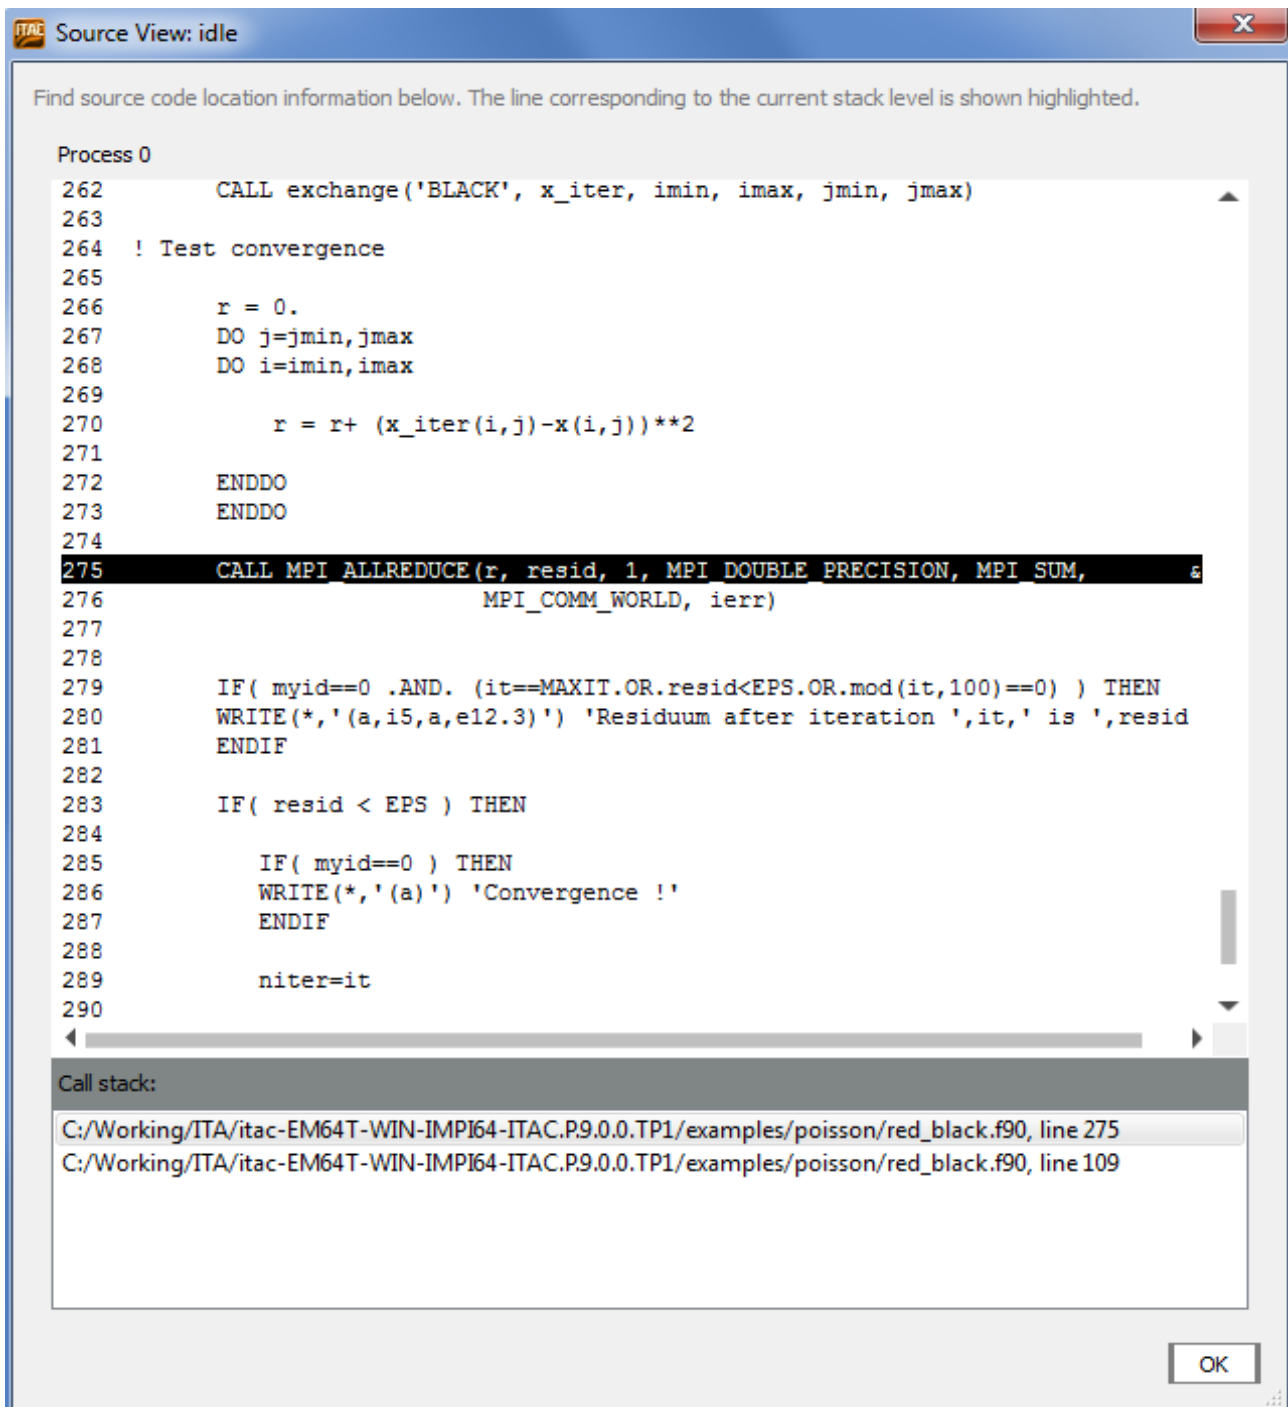 ITAC Source View: idle
Find source code location information below. The line corresponding to the current stack level is shown highlighted.
Process 0
262        CALL exchange('BLACK', x_iter, imin, imax, jmin, jmax)
263
264  ! Test convergence
265
266        r = 0.
267        DO j=jmin,jmax
268        DO i=imin,imax
269
270            r = r+ (x_iter(i,j)-x(i,j))**2
271
272        ENDDO
273        ENDDO
274
275        CALL MPI_ALLREDUCE(r, resid, 1, MPI_DOUBLE_PRECISION, MPI_SUM,        &
276                           MPI_COMM_WORLD, ierr)
277
278
279        IF( myid==0 .AND. (it==MAXIT.OR.resid<EPS.OR.mod(it,100)==0) ) THEN
280        WRITE(*,'(a,i5,a,e12.3)') 'Residuum after iteration ',it,' is ',resid
281        ENDIF
282
283        IF( resid < EPS ) THEN
284
285           IF( myid==0 ) THEN
286           WRITE(*,'(a)') 'Convergence !'
287           ENDIF
288
289           niter=it
290
Call stack:
C:/Working/ITA/itac-EM64T-WIN-IMPI64-ITAC.P.9.0.0.TP1/examples/poisson/red_black.f90, line 275
C:/Working/ITA/itac-EM64T-WIN-IMPI64-ITAC.P.9.0.0.TP1/examples/poisson/red_black.f90, line 109
OK